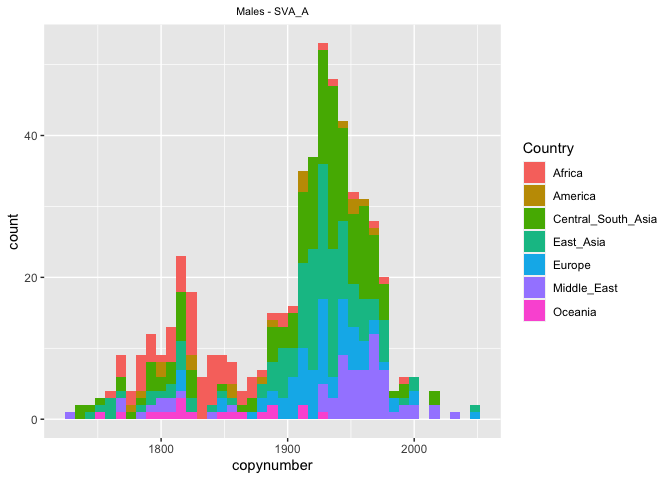 Males - SVA_A
count
40
20
0
1800
1900
2000
copynumber
Country
Africa
America
Central_South_Asia
East_Asia
Europe
Middle_East
Oceania